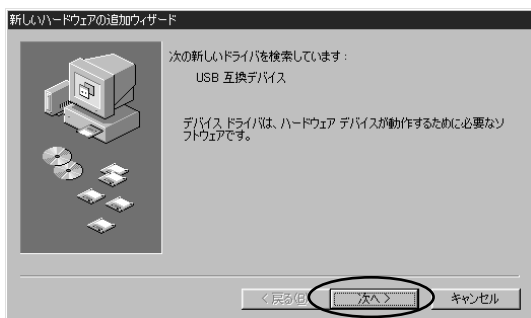 新しいハードウェアの追加ウィザード
次の新しいドライバを検索しています：
USB 互換デバイス
デバイス ドライバは、ハードウェア デバイスが動作するために必要なソ
フトウェアです。
< 戻る(B)
次へ >
キャンセル